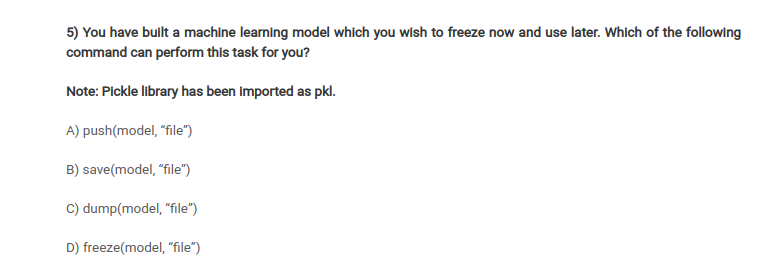 5) You have built a machine learning model which you wish to freeze now and use later. Which of the following
command can perform this task for you?
Note: Pickle library has been imported as pkl.
A) push(model, “file”)
B) save(model, “file”)
C) dump(model, “file”)
D) freeze(model, “file”)